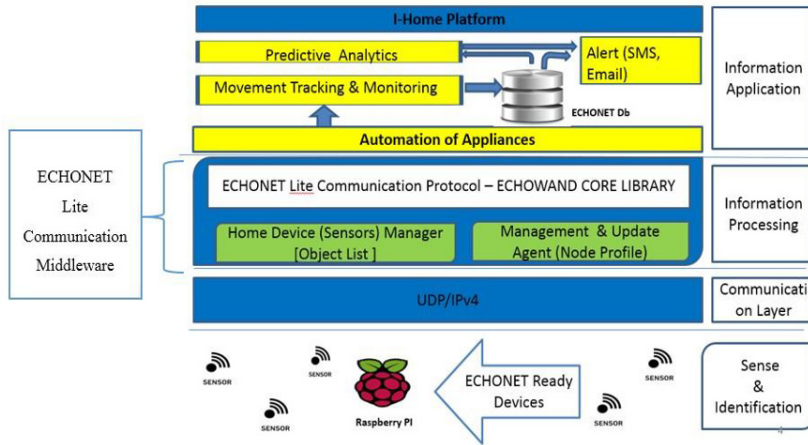 I-Home Platform
Predictive Analytics
Alert (SMS,
Email)
Information
Application
Movement Tracking & Monitoring
ECHONET Db
Automation of Appliances
ECHONET
Lite
Communication
Middleware
ECHONET Lite Communication Protocol – ECHOWAND CORE LIBRARY
Information
Processing
Home Device (Sensors) Manager
[Object List ]
Management & Update
Agent (Node Profile)
UDP/IPv4
Communicati
on Layer
SENSOR
SENSOR
SENSOR
Raspberry PI
ECHONET Ready
Devices
SENSOR
SENSOR
Sense
&
Identification
4